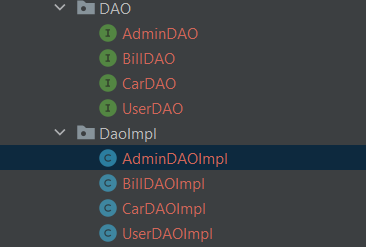 DAO
I AdminDAO
I BillDAO
I CarDAO
I UserDAO
DaoImpl
C AdminDAOImpl
C BillDAOImpl
C CarDAOImpl
C UserDAOImpl